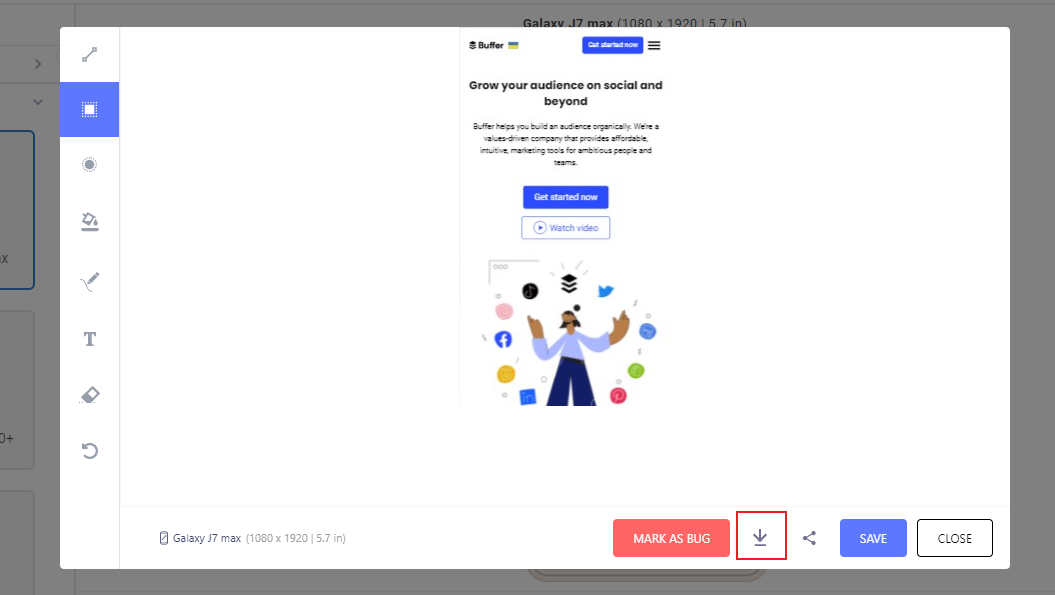 Galaxy J7 max (1080 x 1920 | 5.7 in)
Buffer
Get started now
Grow your audience on social and
beyond
Buffer helps you build an audience organically. We're a
values-driven company that provides affordable,
intuitive, marketing tools for ambitious people and
teams.
Get started now
Watch video
in
T
0+
Galaxy J7 max (1080 x 1920 | 5.7 in)
MARK AS BUG
SAVE
CLOSE